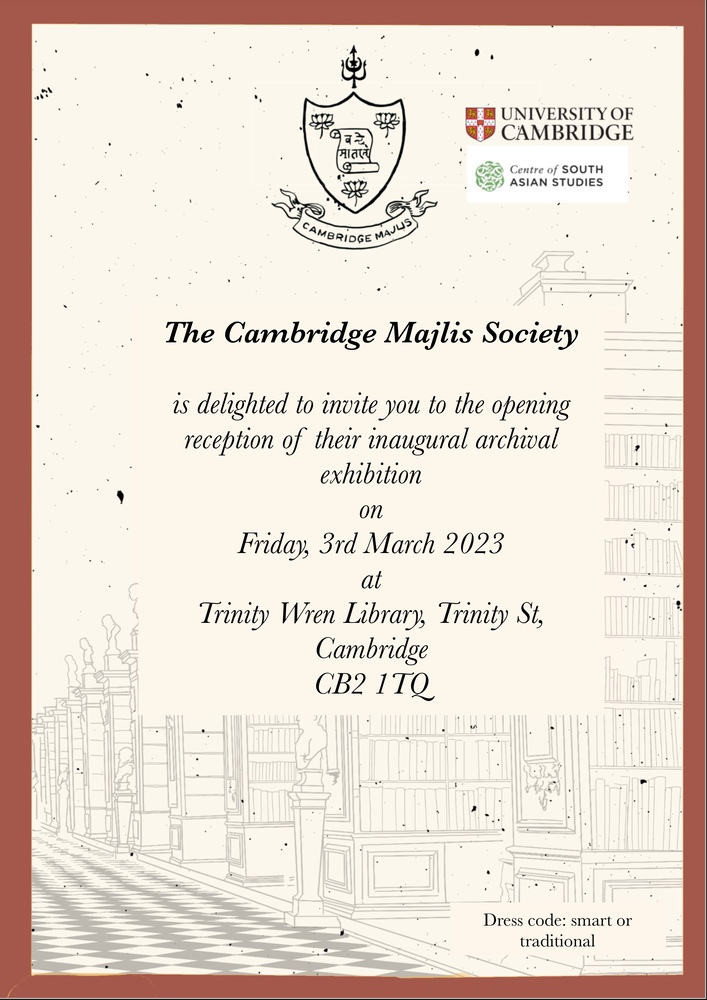 वन्दे
मातरम्
CAMBRIDGE MAJLIS
UNIVERSITY OF
CAMBRIDGE
Centre of SOUTH
ASIAN STUDIES
The Cambridge Majlis Society
is delighted to invite you to the opening
reception of their inaugural archival
exhibition
on
Friday, 3rd March 2023
at
Trinity Wren Library, Trinity St,
Cambridge
CB2 1TQ
Dress code: smart or
traditional